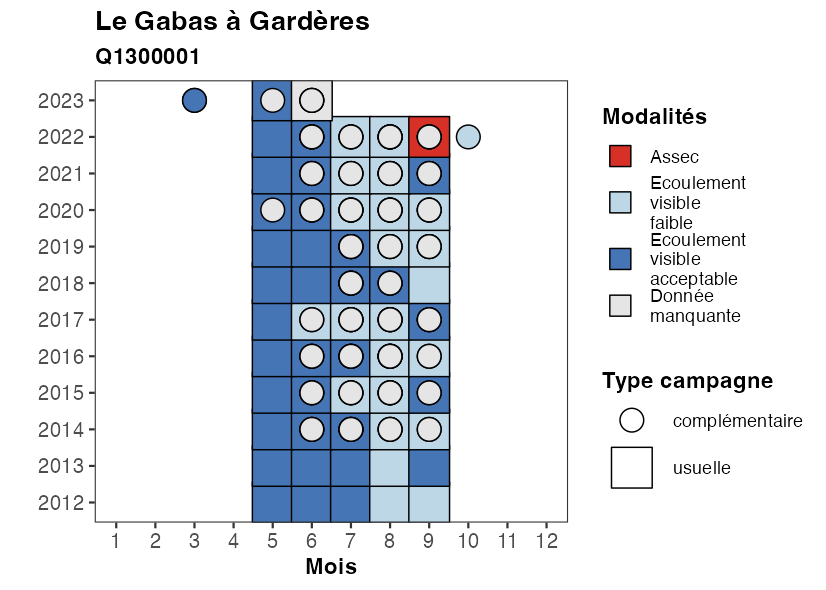 Le Gabas à Gardères
Q1300001
2023
2022
2021
2020
2019
2018
2017
2016
2015
2014
2013
2012
1 2 3 4 5 6 7 8 9 10 11 12
Mois
Modalités
Assec
Ecoulement
visible
faible
Ecoulement
visible
acceptable
Donnée
manquante
Type campagne
complémentaire
usuelle